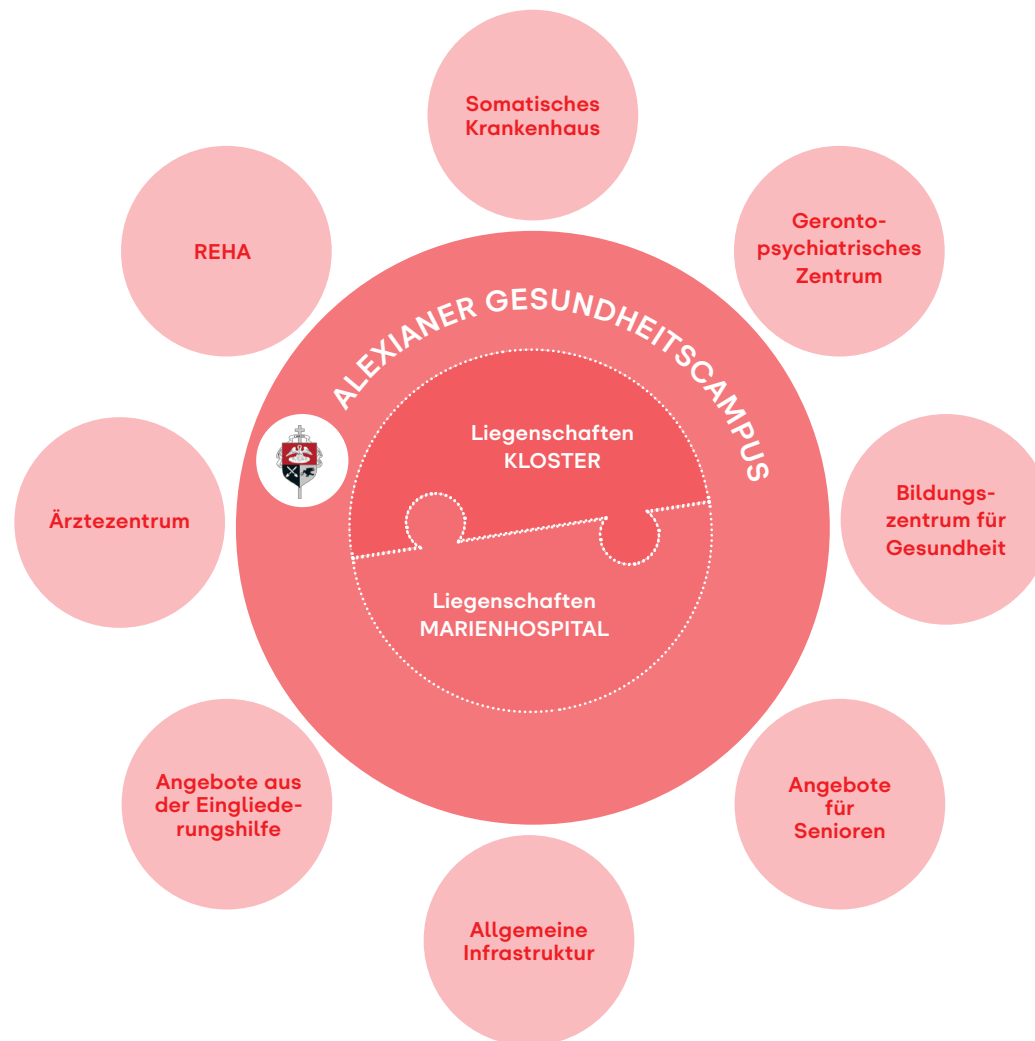 Somatisches
Krankenhaus
Geronto-
psychiatrisches
Zentrum
Bildungs-
zentrum für
Gesundheit
Angebote
für
Senioren
Allgemeine
Infrastruktur
Angebote aus
der Eingliede-
rungshilfe
Ärztezentrum
REHA
ALEXIANER GESUNDHEITSCAMPUS
Liegenschaften
KLOSTER
Liegenschaften
MARIENHOSPITAL